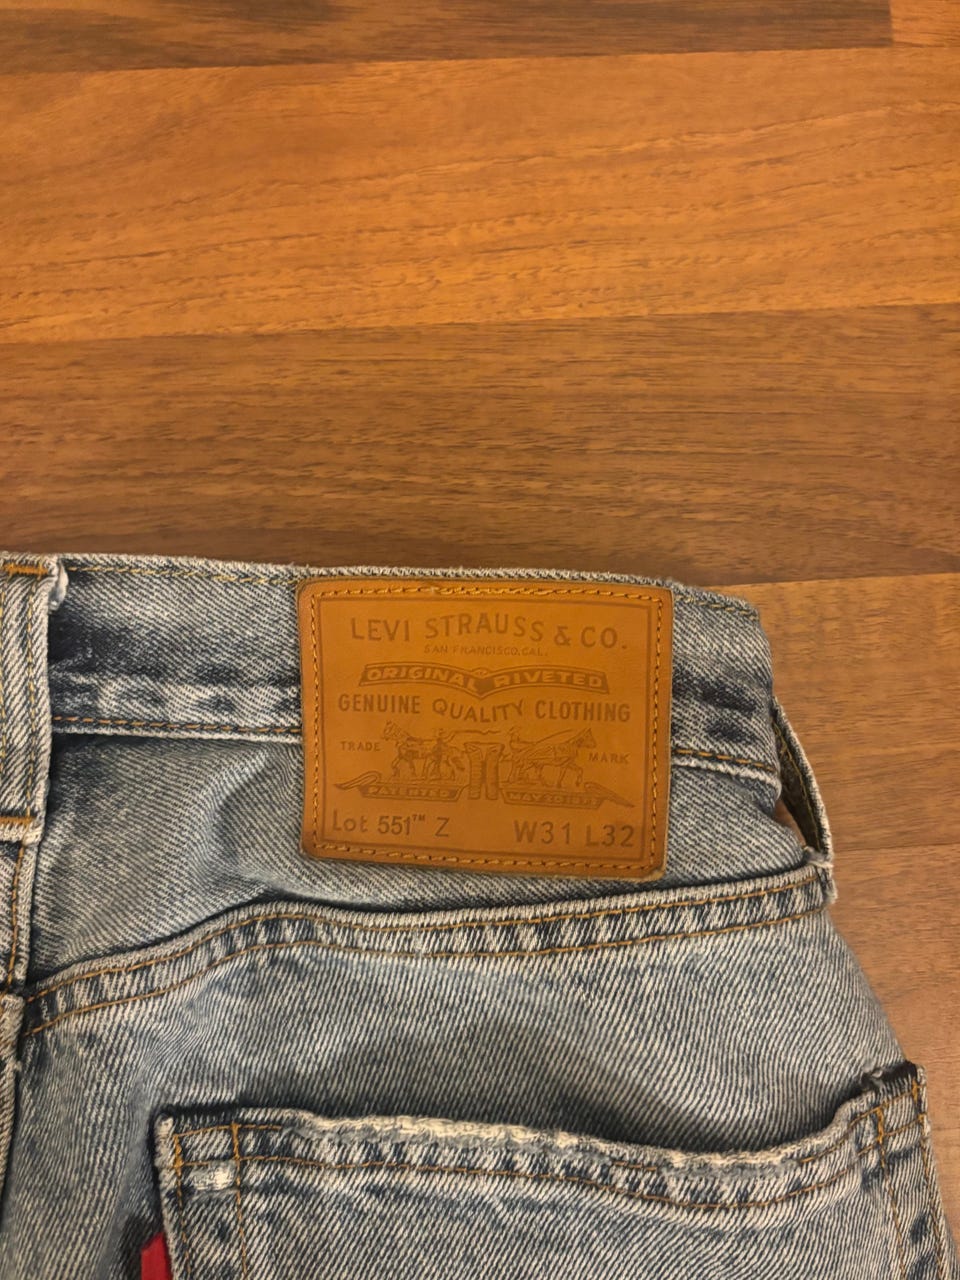 LEVI STRAUSS & CO.
SAN FRANCISCO, CAL.
ORIGINAL RIVETED
GENUINE QUALITY CLOTHING
TRADE MARK
PATENTED MAY 20 1873
Lot 551™ Z W31 L32